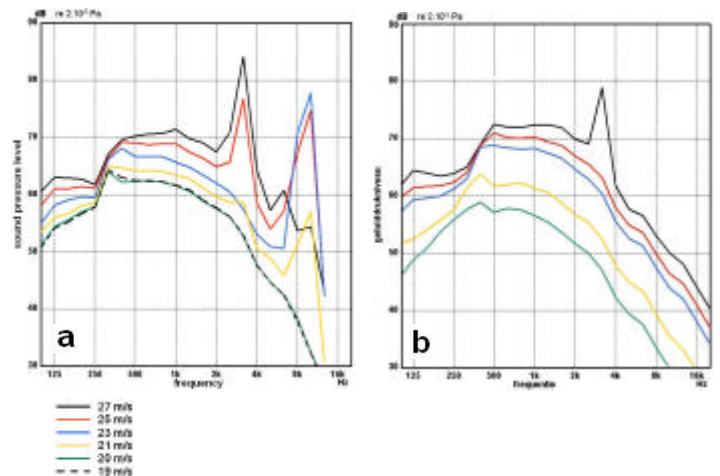 dB re 2.10⁻⁵ Pa
90
80
70
60
50
40
30
sound pressure level
a
125 250 500 1k 2k 4k 8k 16k
frequency Hz
27 m/s
25 m/s
23 m/s
21 m/s
20 m/s
19 m/s
dB re 2.10⁻⁵ Pa
90
80
70
60
50
40
30
geluiddrukniveau
b
125 250 500 1k 2k 4k 8k 16k
frequentie Hz